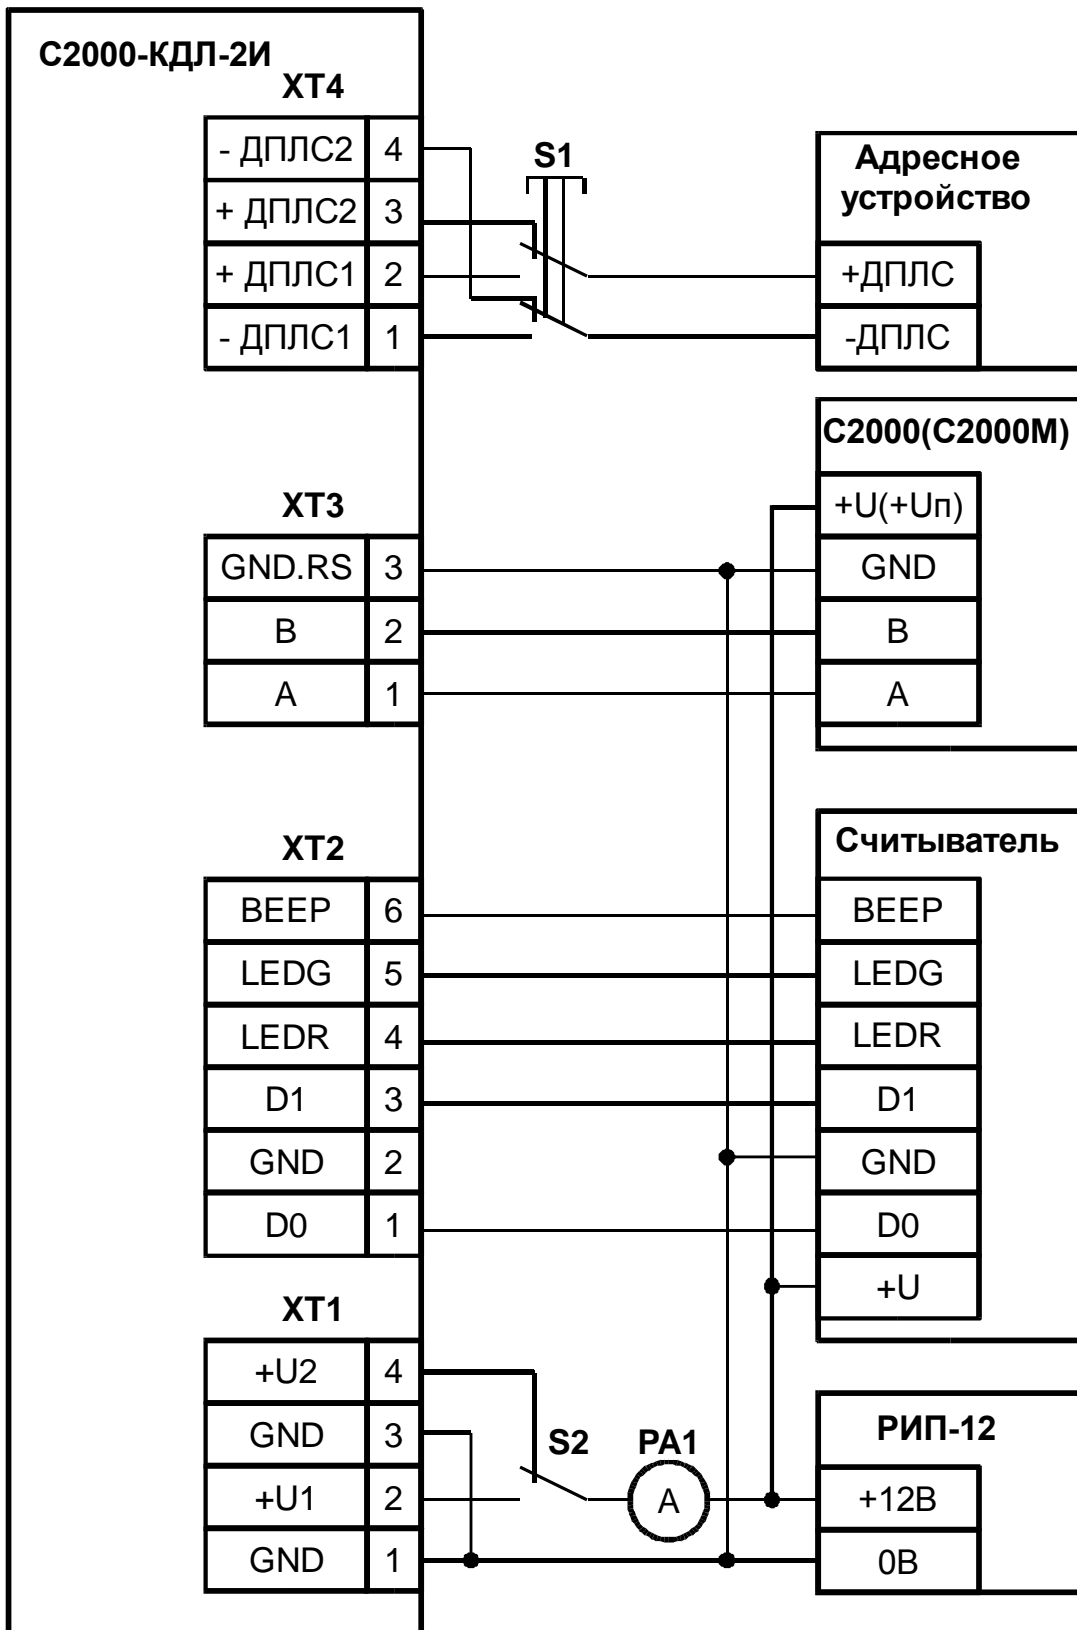 С2000-КДЛ-2И
XT4
- ДПЛС2 4
+ ДПЛС2 3
+ ДПЛС1 2
- ДПЛС1 1
S1
Адресное
устройство
+ДПЛС
-ДПЛС
С2000(С2000М)
+U(+Uп)
GND
B
A
XT3
GND.RS 3
B 2
A 1
Считыватель
BEEP
LEDG
LEDR
D1
GND
D0
+U
XT2
BEEP 6
LEDG 5
LEDR 4
D1 3
GND 2
D0 1
XT1
+U2 4
GND 3
+U1 2
GND 1
S2
PA1
A
РИП-12
+12В
0В